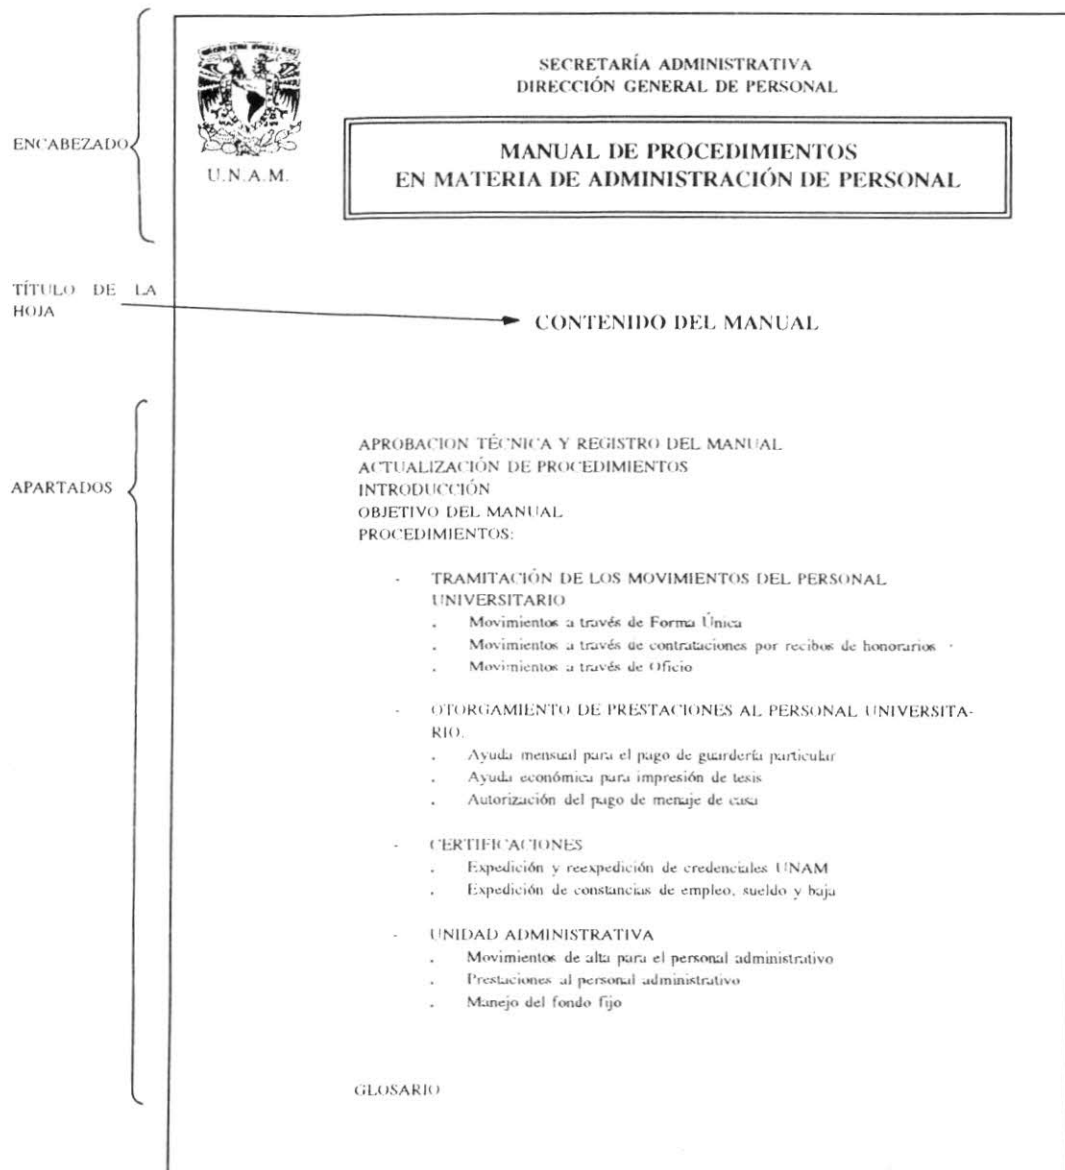 SECRETARÍA ADMINISTRATIVA
DIRECCIÓN GENERAL DE PERSONAL
ENCABEZADO
MANUAL DE PROCEDIMIENTOS
EN MATERIA DE ADMINISTRACIÓN DE PERSONAL
U.N.A.M.
TÍTULO DE LA
HOJA
CONTENIDO DEL MANUAL
APARTADOS
APROBACION TÉCNICA Y REGISTRO DEL MANUAL
ACTUALIZACIÓN DE PROCEDIMIENTOS
INTRODUCCIÓN
OBJETIVO DEL MANUAL
PROCEDIMIENTOS:
- TRAMITACIÓN DE LOS MOVIMIENTOS DEL PERSONAL
UNIVERSITARIO
. Movimientos a través de Forma Única
. Movimientos a través de contrataciones por recibos de honorarios
. Movimientos a través de Oficio
- OTORGAMIENTO DE PRESTACIONES AL PERSONAL UNIVERSITA-
RIO.
. Ayuda mensual para el pago de guardería particular
. Ayuda económica para impresión de tesis
. Autorización del pago de menaje de casa
- CERTIFICACIONES
. Expedición y reexpedición de credenciales UNAM
. Expedición de constancias de empleo, sueldo y baja
- UNIDAD ADMINISTRATIVA
. Movimientos de alta para el personal administrativo
. Prestaciones al personal administrativo
. Manejo del fondo fijo
GLOSARIO